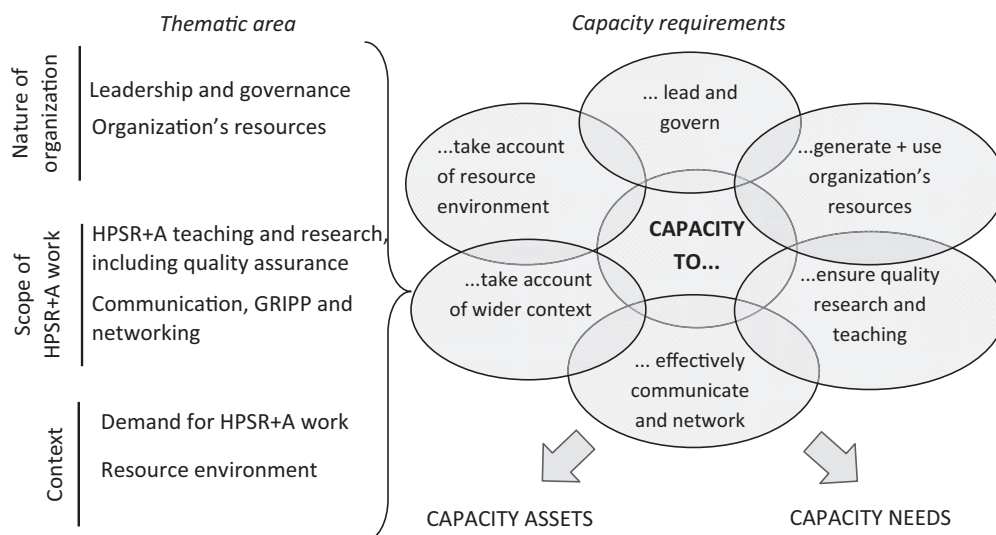 Thematic area
Nature of
organization
Leadership and governance
Organization's resources
Scope of
HPSR+A work
HPSR+A teaching and research,
including quality assurance
Communication, GRIPP and
networking
Context
Demand for HPSR+A work
Resource environment
Capacity requirements
... lead and
govern
...take account
of resource
environment
...generate + use
organization's
resources
CAPACITY
TO...
...take account
of wider context
...ensure quality
research and
teaching
... effectively
communicate
and network
CAPACITY ASSETS
CAPACITY NEEDS